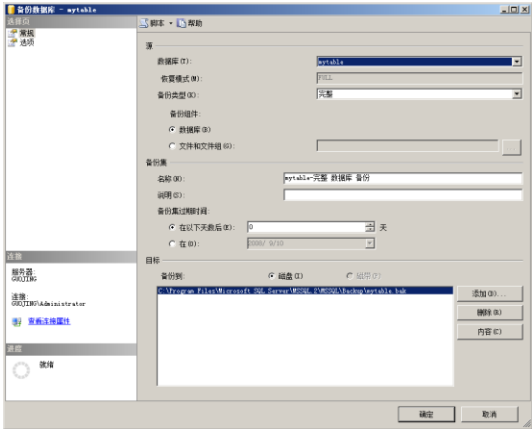 备份数据库 - mytable
选择页
常规
选项
脚本
帮助
源
数据库(T):
mytable
恢复模式(M):
FULL
备份类型(K):
完整
备份组件:
数据库(B)
文件和文件组(G):
备份集
名称(N):
mytable-完整 数据库 备份
说明(S):
备份集过期时间:
在以下天数后(E):
0
天
在(O):
2008/ 9/10
目标
备份到:
磁盘(I)
磁带(P)
C:\Program Files\Microsoft SQL Server\MSSQL.2\MSSQL\Backup\mytable.bak
添加(D)...
删除(R)
内容(C)
连接
服务器:
GUOJING
连接:
GUOJING\Administrator
查看连接属性
进度
就绪
确定
取消